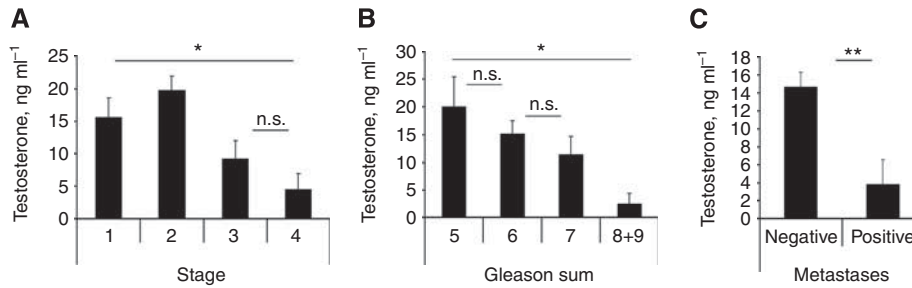 A
Testosterone, ng ml–1
25
20
15
10
5
0
*
n.s.
1 2 3 4
Stage
B
Testosterone, ng ml–1
30
25
20
15
10
5
0
*
n.s.
n.s.
5 6 7 8+9
Gleason sum
C
Testosterone, ng ml–1
18
16
14
12
18
8
6
4
2
0
**
Negative Positive
Metastases